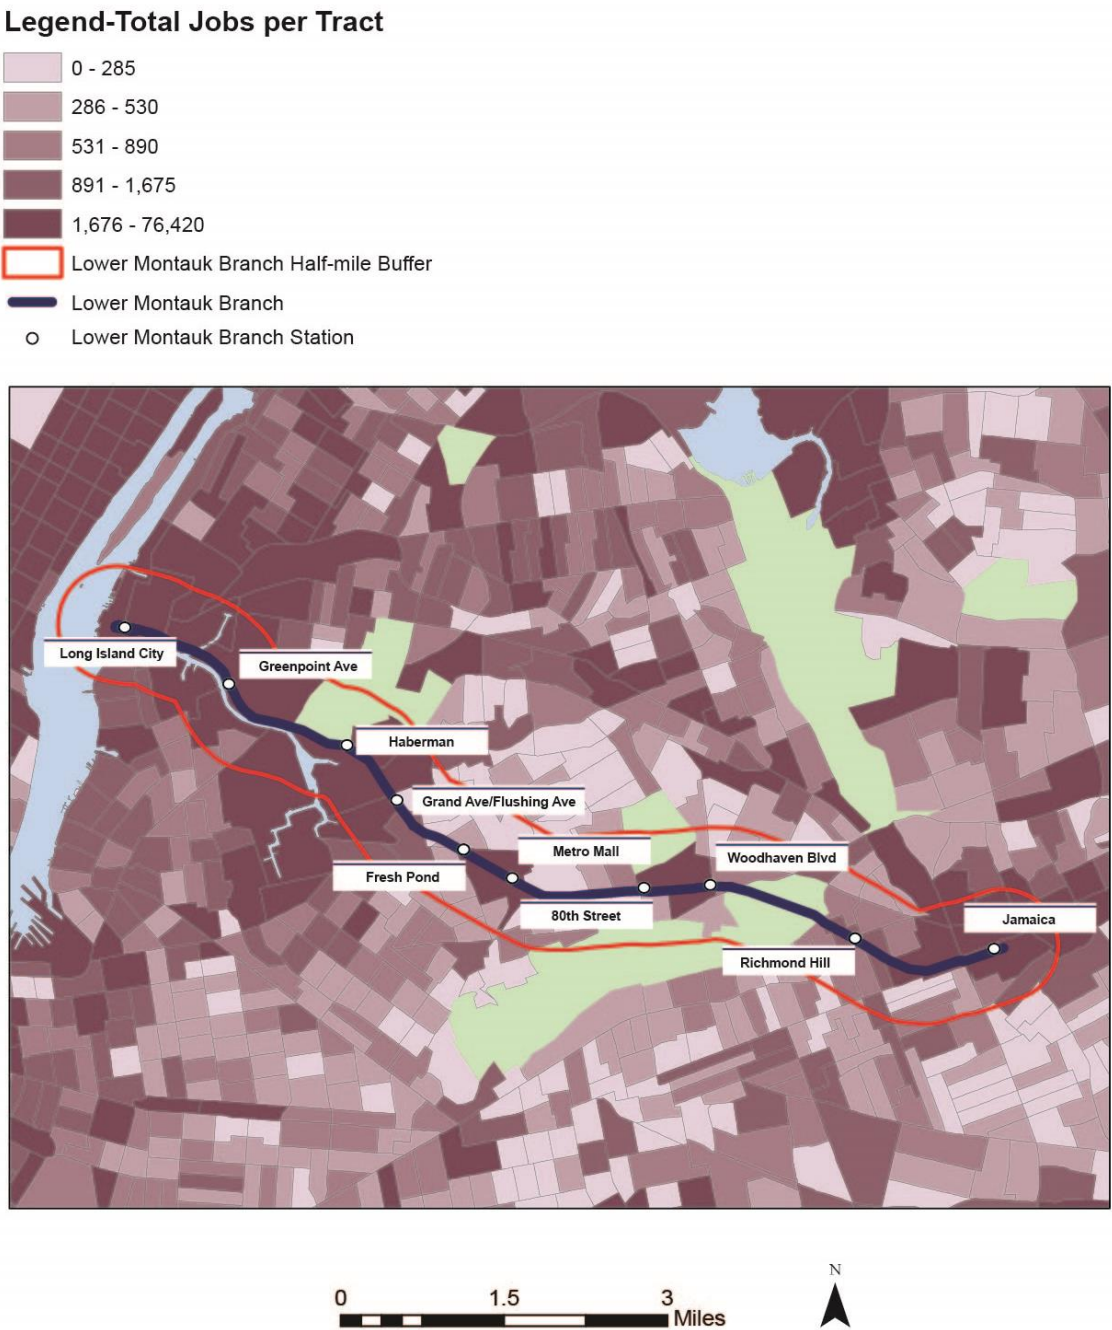 Legend-Total Jobs per Tract
0 - 285
286 - 530
531 - 890
891 - 1,675
1,676 - 76,420
Lower Montauk Branch Half-mile Buffer
Lower Montauk Branch
Lower Montauk Branch Station
Long Island City
Greenpoint Ave
Haberman
Grand Ave/Flushing Ave
Metro Mall
Woodhaven Blvd
Fresh Pond
80th Street
Jamaica
Richmond Hill
N
0 1.5 3
Miles